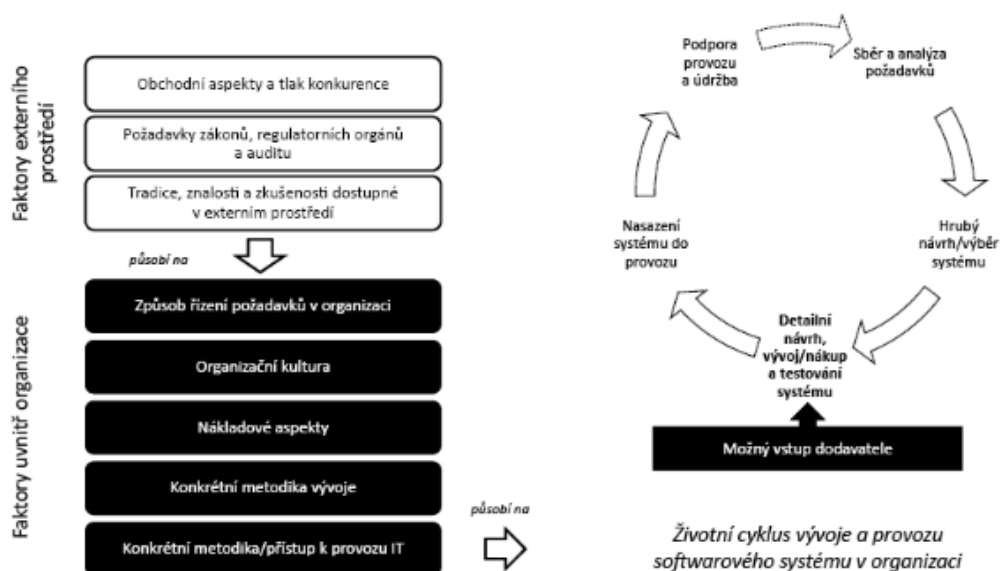 Faktory externího
prostředí
Obchodní aspekty a tlak konkurence
Požadavky zákonů, regulatorních orgánů
a auditu
Tradice, znalosti a zkušenosti dostupné
v externím prostředí
působí na
Faktory uvnitř organizace
Způsob řízení požadavků v organizaci
Organizační kultura
Nákladové aspekty
Konkrétní metodika vývoje
Konkrétní metodika/přístup k provozu IT
působí na
Podpora
provozu
a údržba
Sběr a analýza
požadavků
Hrubý
návrh/výběr
systému
Detailní
návrh,
vývoj/nákup
a testování
systému
Nasazení
systému do
provozu
Možný vstup dodavatele
Životní cyklus vývoje a provozu
softwarového systému v organizaci